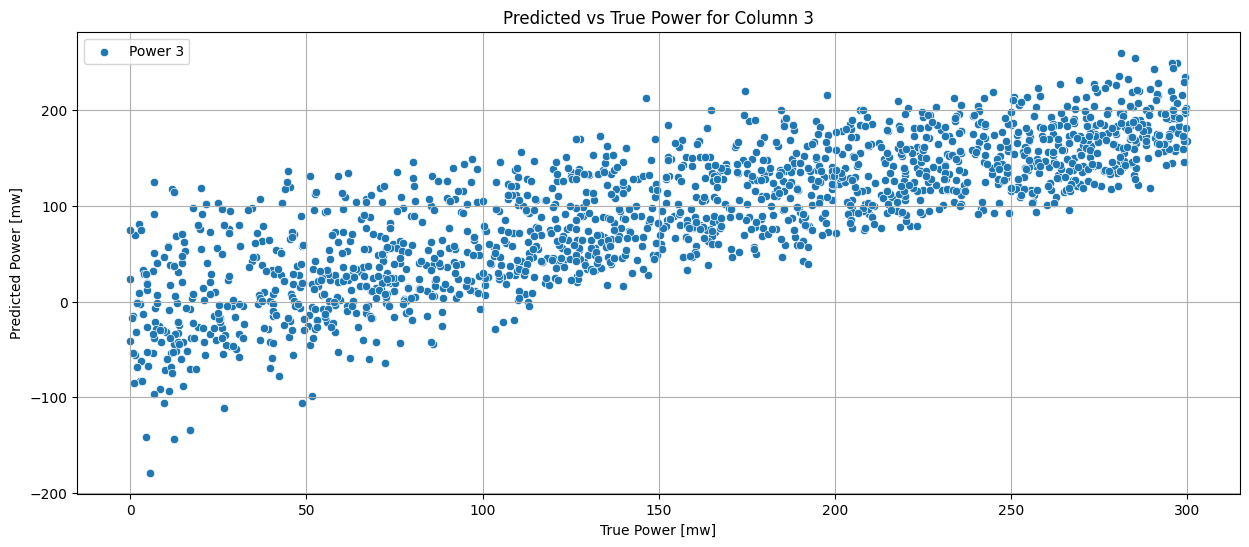 Predicted vs True Power for Column 3
Power 3
Predicted Power [mw]
200
100
0
−100
−200
0 50 100 150 200 250 300
True Power [mw]